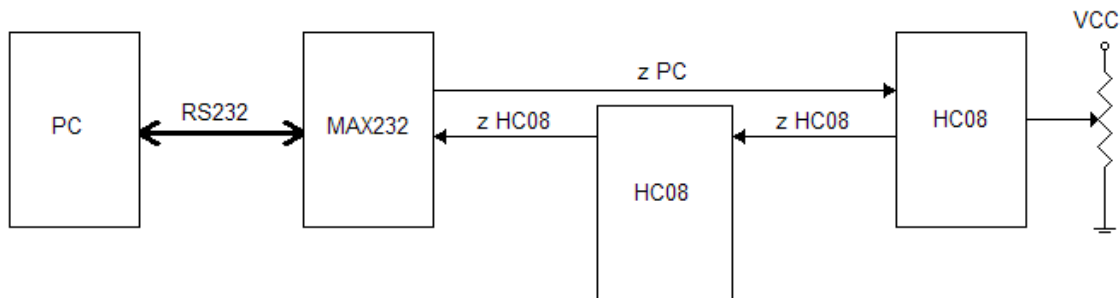 VCC
z PC
RS232
PC
MAX232
z HC08
z HC08
HC08
HC08